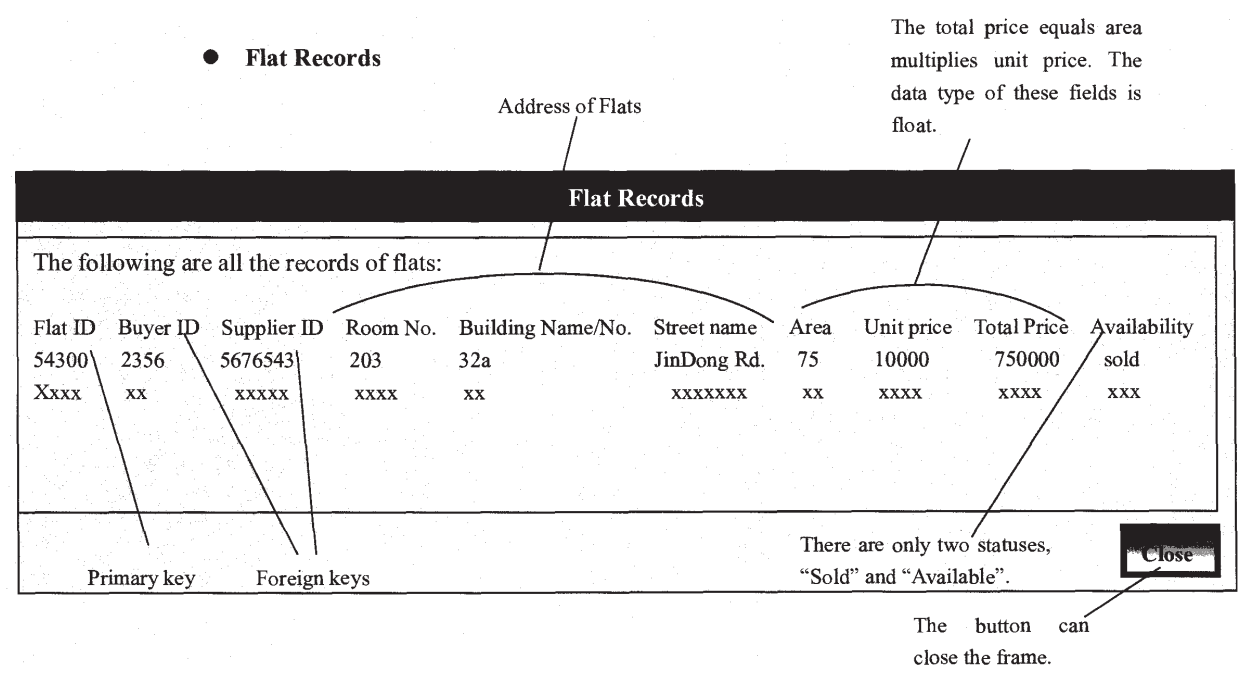 The total price equals area
multiplies unit price. The
data type of these fields is
float.
● Flat Records
Address of Flats
Flat Records
The following are all the records of flats:
Flat ID Buyer ID Supplier ID Room No. Building Name/No. Street name Area Unit price Total Price Availability
54300 2356 5676543 203 32a JinDong Rd. 75 10000 750000 sold
Xxxx xx xxxxx xxxx xx xxxxxxx xx xxxx xxxx xxx
There are only two statuses,
“Sold” and “Available”.
Close
Primary key Foreign keys
The button can
close the frame.